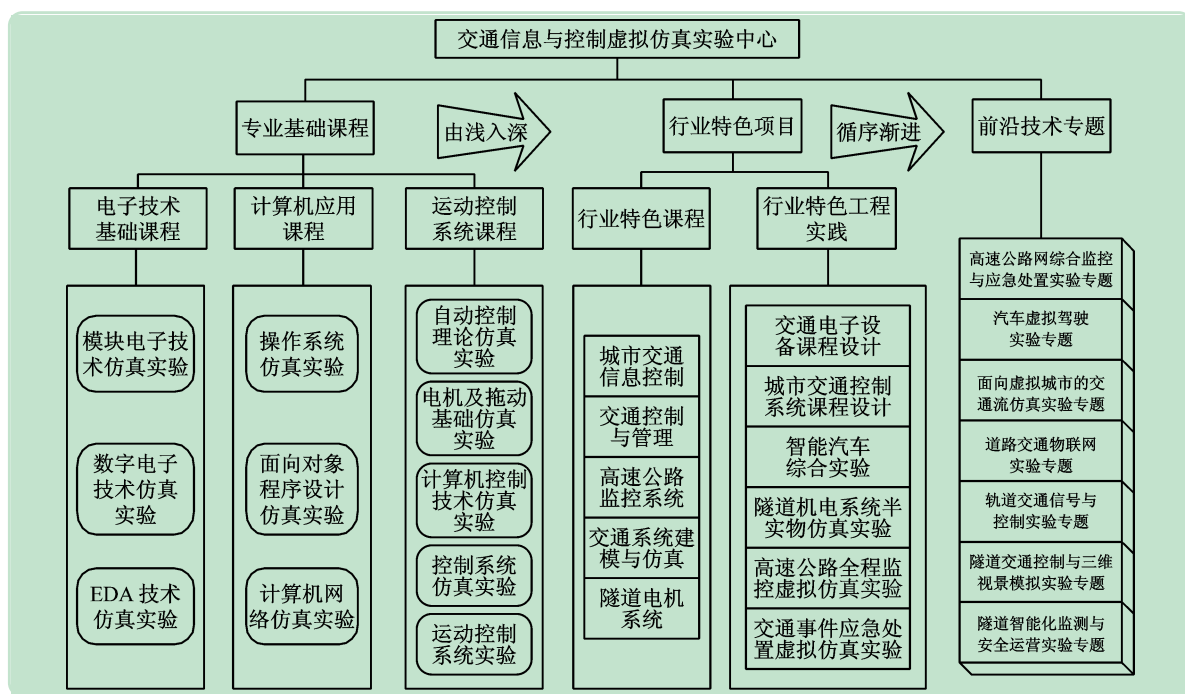 交通信息与控制虚拟仿真实验中心
专业基础课程
由浅入深
行业特色项目
循序渐进
前沿技术专题
电子技术
基础课程
计算机应用
课程
运动控制
系统课程
行业特色课程
行业特色工程
实践
模块电子技
术仿真实验
数字电子
技术仿真
实验
EDA 技术
仿真实验
操作系统
仿真实验
面向对象
程序设计
仿真实验
计算机网
络仿真实验
自动控制
理论仿真
实验
电机及拖动
基础仿真
实验
计算机控制
技术仿真
实验
控制系统
仿真实验
运动控制
系统实验
城市交通
信息控制
交通控制
与管理
高速公路
监控系统
交通系统建
模与仿真
隧道电机
系统
交通电子设
备课程设计
城市交通控制
系统课程设计
智能汽车
综合实验
隧道机电系统半
实物仿真实验
高速公路全程监
控虚拟仿真实验
交通事件应急处
置虚拟仿真实验
高速公路网综合监控
与应急处置实验专题
汽车虚拟驾驶
实验专题
面向虚拟城市的交
通流仿真实验专题
道路交通物联网
实验专题
轨道交通信号与
控制实验专题
隧道交通控制与三维
视景模拟实验专题
隧道智能化监测与
安全运营实验专题